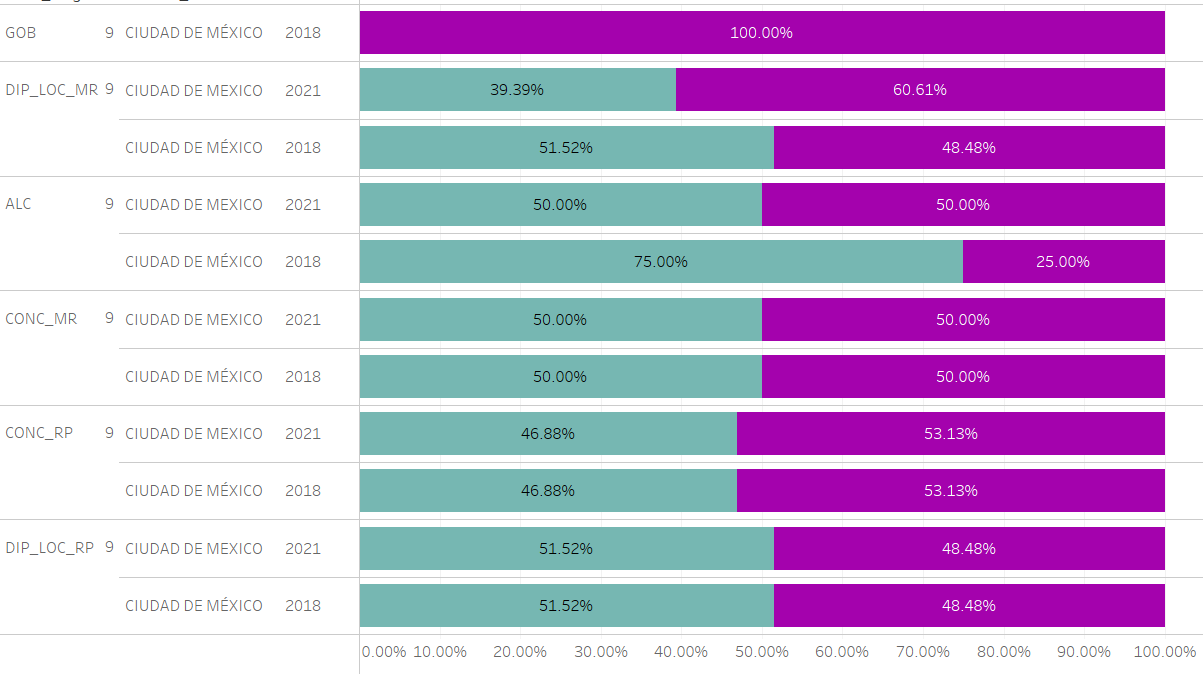 GOB 9 CIUDAD DE MÉXICO 2018 100.00%
DIP_LOC_MR 9 CIUDAD DE MEXICO 2021 39.39% 60.61%
CIUDAD DE MÉXICO 2018 51.52% 48.48%
ALC 9 CIUDAD DE MEXICO 2021 50.00% 50.00%
CIUDAD DE MÉXICO 2018 75.00% 25.00%
CONC_MR 9 CIUDAD DE MEXICO 2021 50.00% 50.00%
CIUDAD DE MÉXICO 2018 50.00% 50.00%
CONC_RP 9 CIUDAD DE MEXICO 2021 46.88% 53.13%
CIUDAD DE MÉXICO 2018 46.88% 53.13%
DIP_LOC_RP 9 CIUDAD DE MEXICO 2021 51.52% 48.48%
CIUDAD DE MÉXICO 2018 51.52% 48.48%
0.00% 10.00% 20.00% 30.00% 40.00% 50.00% 60.00% 70.00% 80.00% 90.00% 100.00%